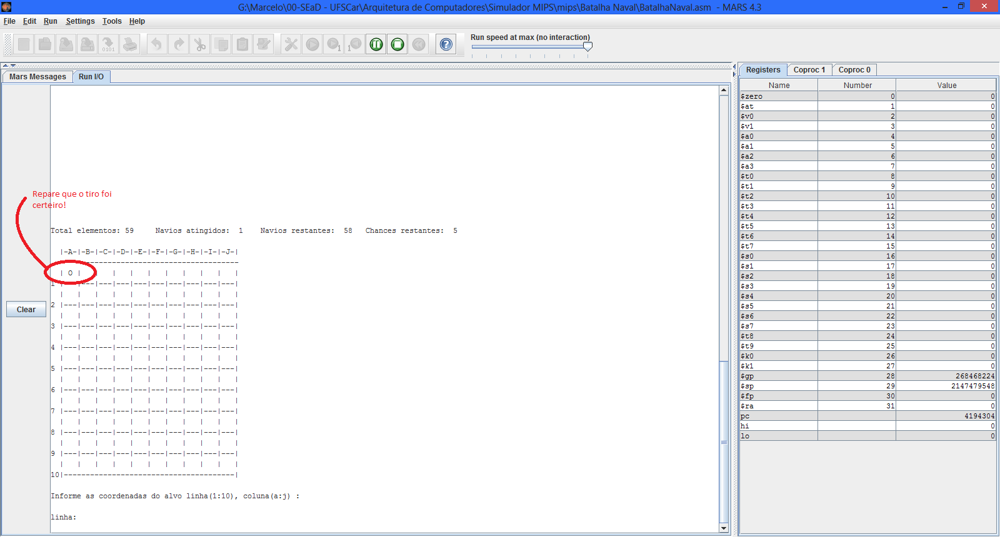 G:\Marcelo\00-SEaD - UFSCar\Arquitetura de Computadores\Simulador MIPS\mips\Batalha Naval\BatalhaNaval.asm - MARS 4.3
File Edit Run Settings Tools Help
Run speed at max (no interaction)
Mars Messages Run I/O
Clear
Repare que o tiro foi
certeiro!
Total elementos: 59     Navios atingidos:  1    Navios restantes:  58   Chances restantes:  5
|-A-|-B-|-C-|-D-|-E-|-F-|-G-|-H-|-I-|-J-|
----------------------------------------
| O |   |   |   |   |   |   |   |   |   |
1 |---|---|---|---|---|---|---|---|---|---|
|   |   |   |   |   |   |   |   |   |   |
2 |---|---|---|---|---|---|---|---|---|---|
|   |   |   |   |   |   |   |   |   |   |
3 |---|---|---|---|---|---|---|---|---|---|
|   |   |   |   |   |   |   |   |   |   |
4 |---|---|---|---|---|---|---|---|---|---|
|   |   |   |   |   |   |   |   |   |   |
5 |---|---|---|---|---|---|---|---|---|---|
|   |   |   |   |   |   |   |   |   |   |
6 |---|---|---|---|---|---|---|---|---|---|
|   |   |   |   |   |   |   |   |   |   |
7 |---|---|---|---|---|---|---|---|---|---|
|   |   |   |   |   |   |   |   |   |   |
8 |---|---|---|---|---|---|---|---|---|---|
|   |   |   |   |   |   |   |   |   |   |
9 |---|---|---|---|---|---|---|---|---|---|
|   |   |   |   |   |   |   |   |   |   |
10|---------------------------------------|
Informe as coordenadas do alvo linha(1:10), coluna(a:j) :
linha:
Registers Coproc 1 Coproc 0
Name Number Value
$zero 0 0
$at 1 0
$v0 2 0
$v1 3 0
$a0 4 0
$a1 5 0
$a2 6 0
$a3 7 0
$t0 8 0
$t1 9 0
$t2 10 0
$t3 11 0
$t4 12 0
$t5 13 0
$t6 14 0
$t7 15 0
$s0 16 0
$s1 17 0
$s2 18 0
$s3 19 0
$s4 20 0
$s5 21 0
$s6 22 0
$s7 23 0
$t8 24 0
$t9 25 0
$k0 26 0
$k1 27 0
$gp 28 268468224
$sp 29 2147479548
$fp 30 0
$ra 31 0
pc 4194304
hi 0
lo 0